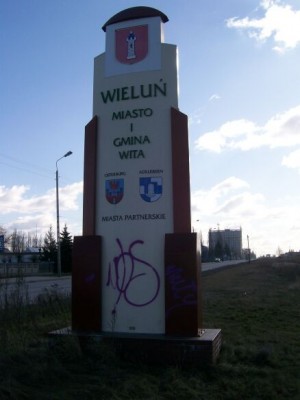 WIELUŃ
MIASTO
I
GMINA
WITA
MIASTA PARTNERSKIE